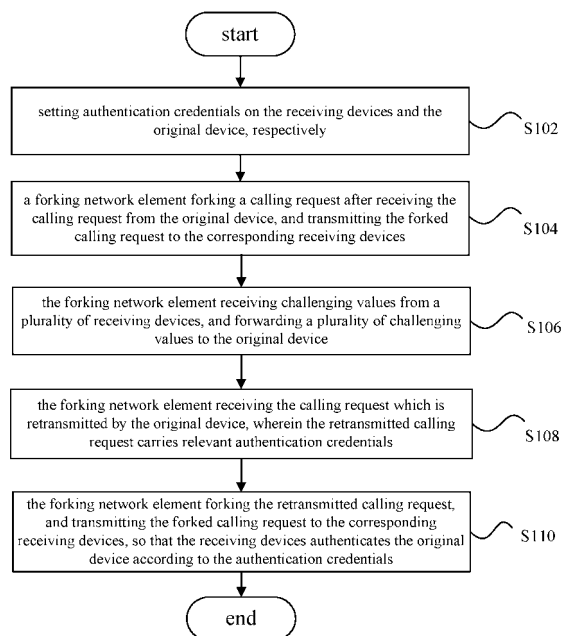 start
setting authentication credentials on the receiving devices and the
original device, respectively
S102
a forking network element forking a calling request after receiving the
calling request from the original device, and transmitting the forked
calling request to the corresponding receiving devices
S104
the forking network element receiving challenging values from a
plurality of receiving devices, and forwarding a plurality of challenging
values to the original device
S106
the forking network element receiving the calling request which is
retransmitted by the original device, wherein the retransmitted calling
request carries relevant authentication credentials
S108
the forking network element forking the retransmitted calling request,
and transmitting the forked calling request to the corresponding
receiving devices, so that the receiving devices authenticates the original
device according to the authentication credentials
S110
end